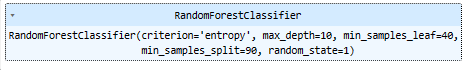 RandomForestClassifier
RandomForestClassifier(criterion='entropy', max_depth=10, min_samples_leaf=40,
min_samples_split=90, random_state=1)